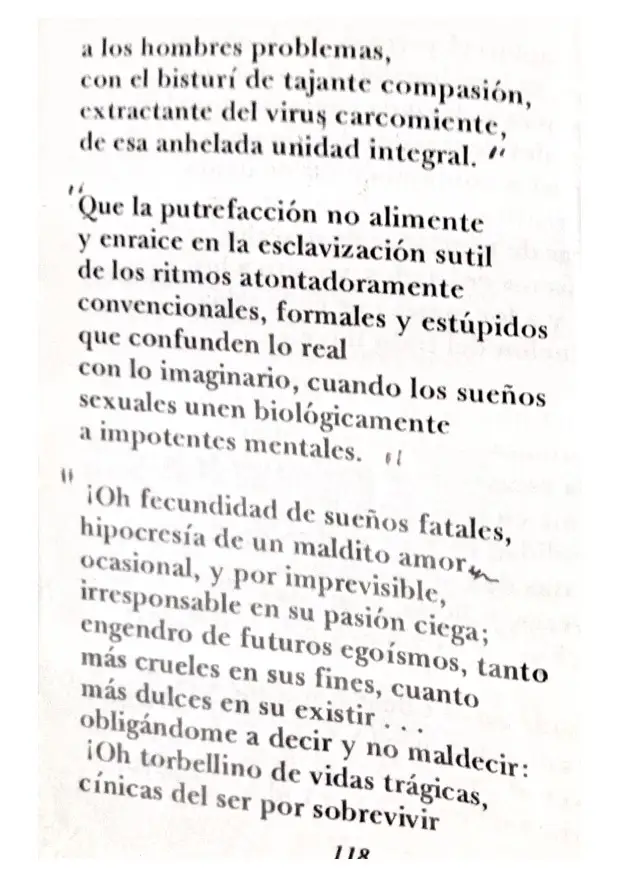 a los hombres problemas,
con el bisturí de tajante compasión,
extractante del virus carcomiente,
de esa anhelada unidad integral. "
"Que la putrefacción no alimente
y enraice en la esclavización sutil
de los ritmos atontadoramente
convencionales, formales y estúpidos
que confunden lo real
con lo imaginario, cuando los sueños
sexuales unen biológicamente
a impotentes mentales. "
"
¡Oh fecundidad de sueños fatales,
hipocresía de un maldito amor,
ocasional, y por imprevisible,
irresponsable en su pasión ciega;
engendro de futuros egoísmos, tanto
más crueles en sus fines, cuanto
más dulces en su existir . . .
obligándome a decir y no maldecir:
¡Oh torbellino de vidas trágicas,
cínicas del ser por sobrevivir
118